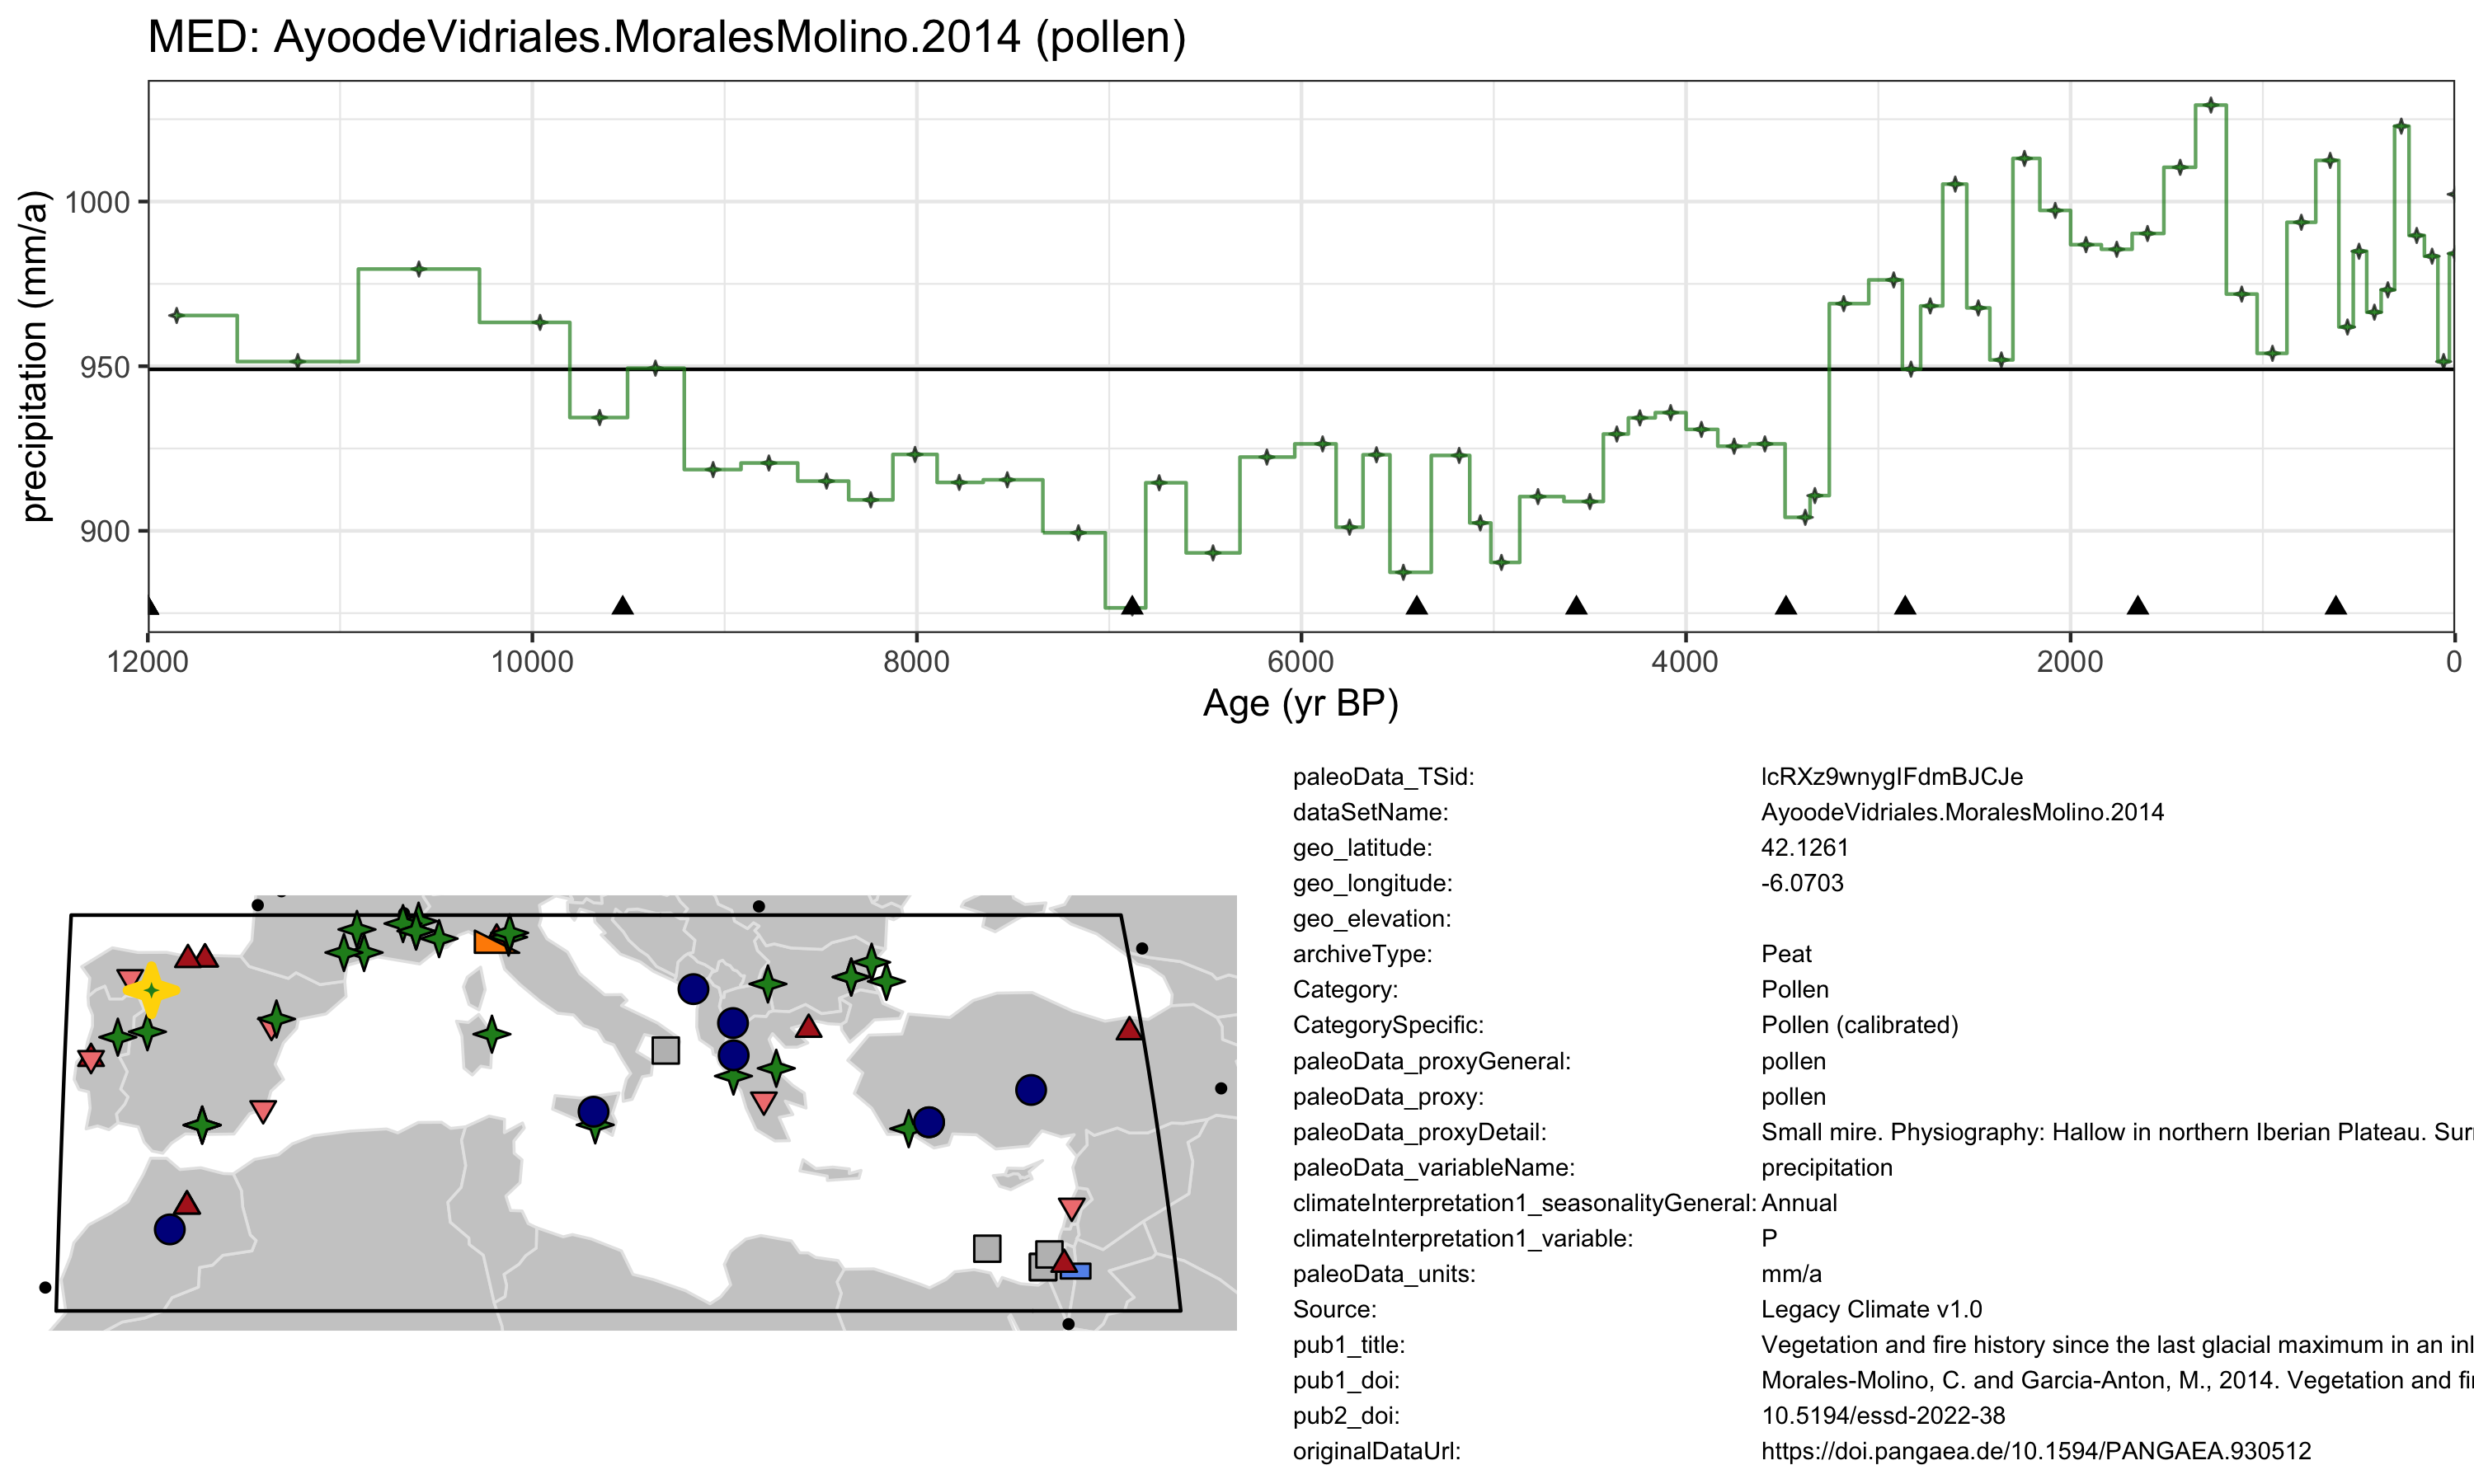 MED: AyoodeVidriales.MoralesMolino.2014 (pollen)
precipitation (mm/a)
1000
950
900
12000 10000 8000 6000 4000 2000 0
Age (yr BP)
paleoData_TSid: lcRXz9wnygIFdmBJCJe
dataSetName: AyoodeVidriales.MoralesMolino.2014
geo_latitude: 42.1261
geo_longitude: -6.0703
geo_elevation:
archiveType: Peat
Category: Pollen
CategorySpecific: Pollen (calibrated)
paleoData_proxyGeneral: pollen
paleoData_proxy: pollen
paleoData_proxyDetail: Small mire. Physiography: Hallow in northern Iberian Plateau. Sur
paleoData_variableName: precipitation
climateInterpretation1_seasonalityGeneral: Annual
climateInterpretation1_variable: P
paleoData_units: mm/a
Source: Legacy Climate v1.0
pub1_title: Vegetation and fire history since the last glacial maximum in an inl
pub1_doi: Morales-Molino, C. and Garcia-Anton, M., 2014. Vegetation and fi
pub2_doi: 10.5194/essd-2022-38
originalDataUrl: https://doi.pangaea.de/10.1594/PANGAEA.930512